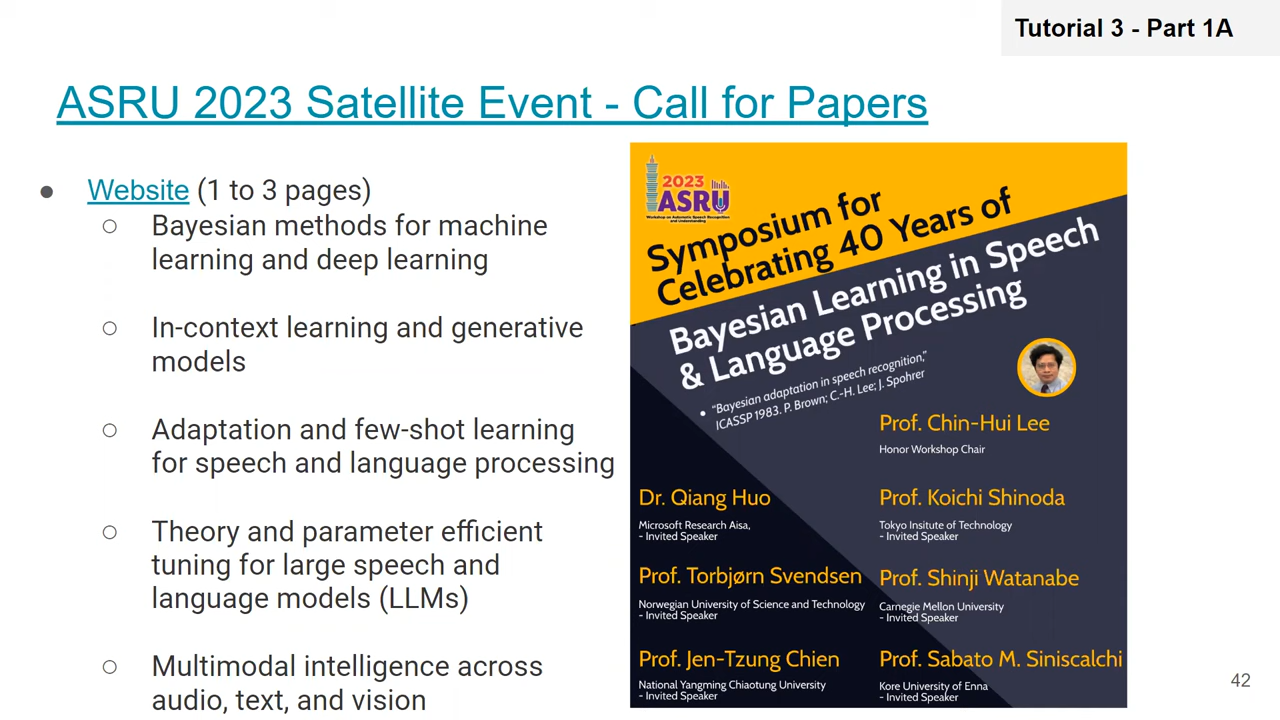 Tutorial 3 - Part 1A
ASRU 2023 Satellite Event - Call for Papers
● Website (1 to 3 pages)
○ Bayesian methods for machine
learning and deep learning
○ In-context learning and generative
models
○ Adaptation and few-shot learning
for speech and language processing
○ Theory and parameter efficient
tuning for large speech and
language models (LLMs)
○ Multimodal intelligence across
audio, text, and vision
2023
ASRU
Workshop on Automatic Speech Recognition
and Understanding
Symposium for
Celebrating 40 Years of
Bayesian Learning in Speech
& Language Processing
• "Bayesian adaptation in speech recognition,"
ICASSP 1983. P. Brown; C.-H. Lee; J. Spohrer
Prof. Chin-Hui Lee
Honor Workshop Chair
Dr. Qiang Huo
Microsoft Research Aisa,
- Invited Speaker
Prof. Koichi Shinoda
Tokyo Insitute of Technology
- Invited Speaker
Prof. Torbjørn Svendsen
Norwegian University of Science and Technology
- Invited Speaker
Prof. Shinji Watanabe
Carnegie Mellon University
- Invited Speaker
Prof. Jen-Tzung Chien
National Yangming Chiaotung University
- Invited Speaker
Prof. Sabato M. Siniscalchi
Kore University of Enna
- Invited Speaker
42